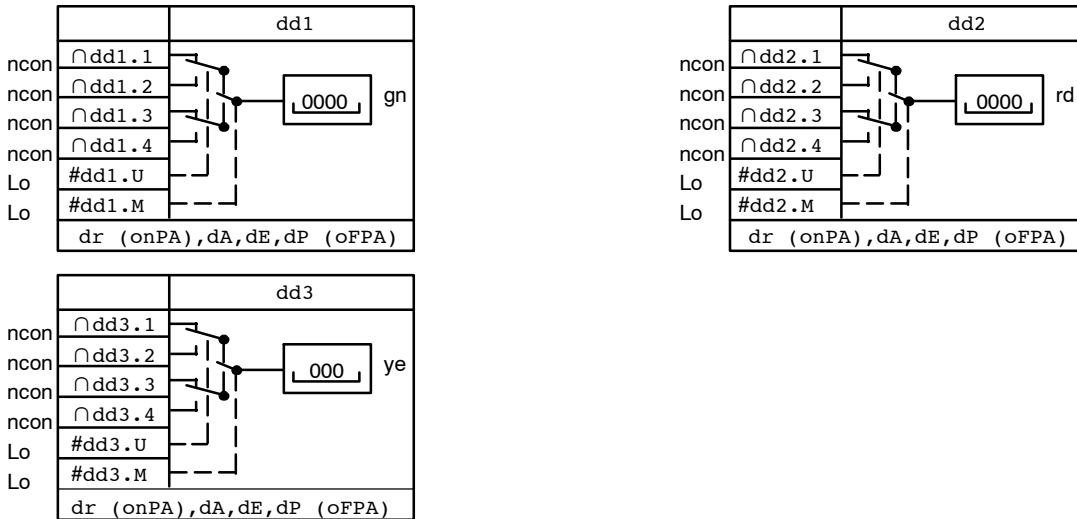 dd1
ncon ∩dd1.1
ncon ∩dd1.2
ncon ∩dd1.3
ncon ∩dd1.4
Lo #dd1.U
Lo #dd1.M
0000 gn
dr (onPA),dA,dE,dP (oFPA)
dd2
ncon ∩dd2.1
ncon ∩dd2.2
ncon ∩dd2.3
ncon ∩dd2.4
Lo #dd2.U
Lo #dd2.M
0000 rd
dr (onPA),dA,dE,dP (oFPA)
dd3
ncon ∩dd3.1
ncon ∩dd3.2
ncon ∩dd3.3
ncon ∩dd3.4
Lo #dd3.U
Lo #dd3.M
000 ye
dr (onPA),dA,dE,dP (oFPA)